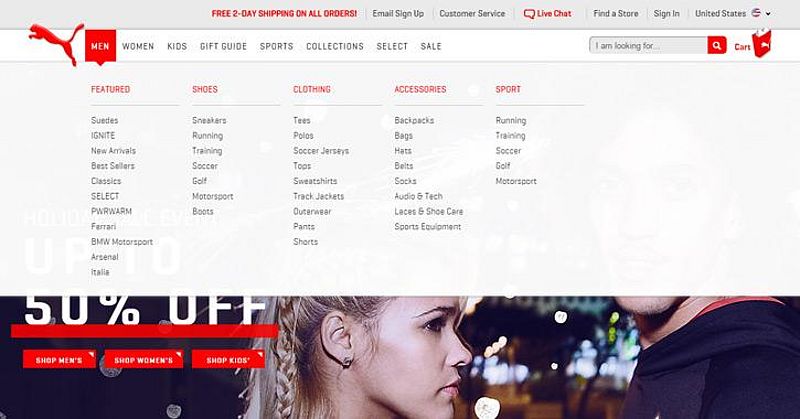 FREE 2-DAY SHIPPING ON ALL ORDERS! Email Sign Up Customer Service Live Chat Find a Store Sign In United States
MEN WOMEN KIDS GIFT GUIDE SPORTS COLLECTIONS SELECT SALE I am looking for... Cart
FEATURED SHOES CLOTHING ACCESSORIES SPORT
Suedes Sneakers Tees Backpacks Running
IGNITE Running Polos Bags Training
New Arrivals Training Soccer Jerseys Hats Soccer
Best Sellers Soccer Tops Belts Golf
Classics Golf Sweatshirts Socks Motorsport
SELECT Motorsport Track Jackets Audio & Tech
PWRWARM Boots Outerwear Laces & Shoe Care
Ferrari Pants Sports Equipment
BMW Motorsport Shorts
Arsenal
Italia
UP TO
50% OFF
SHOP MEN'S SHOP WOMEN'S SHOP KIDS'